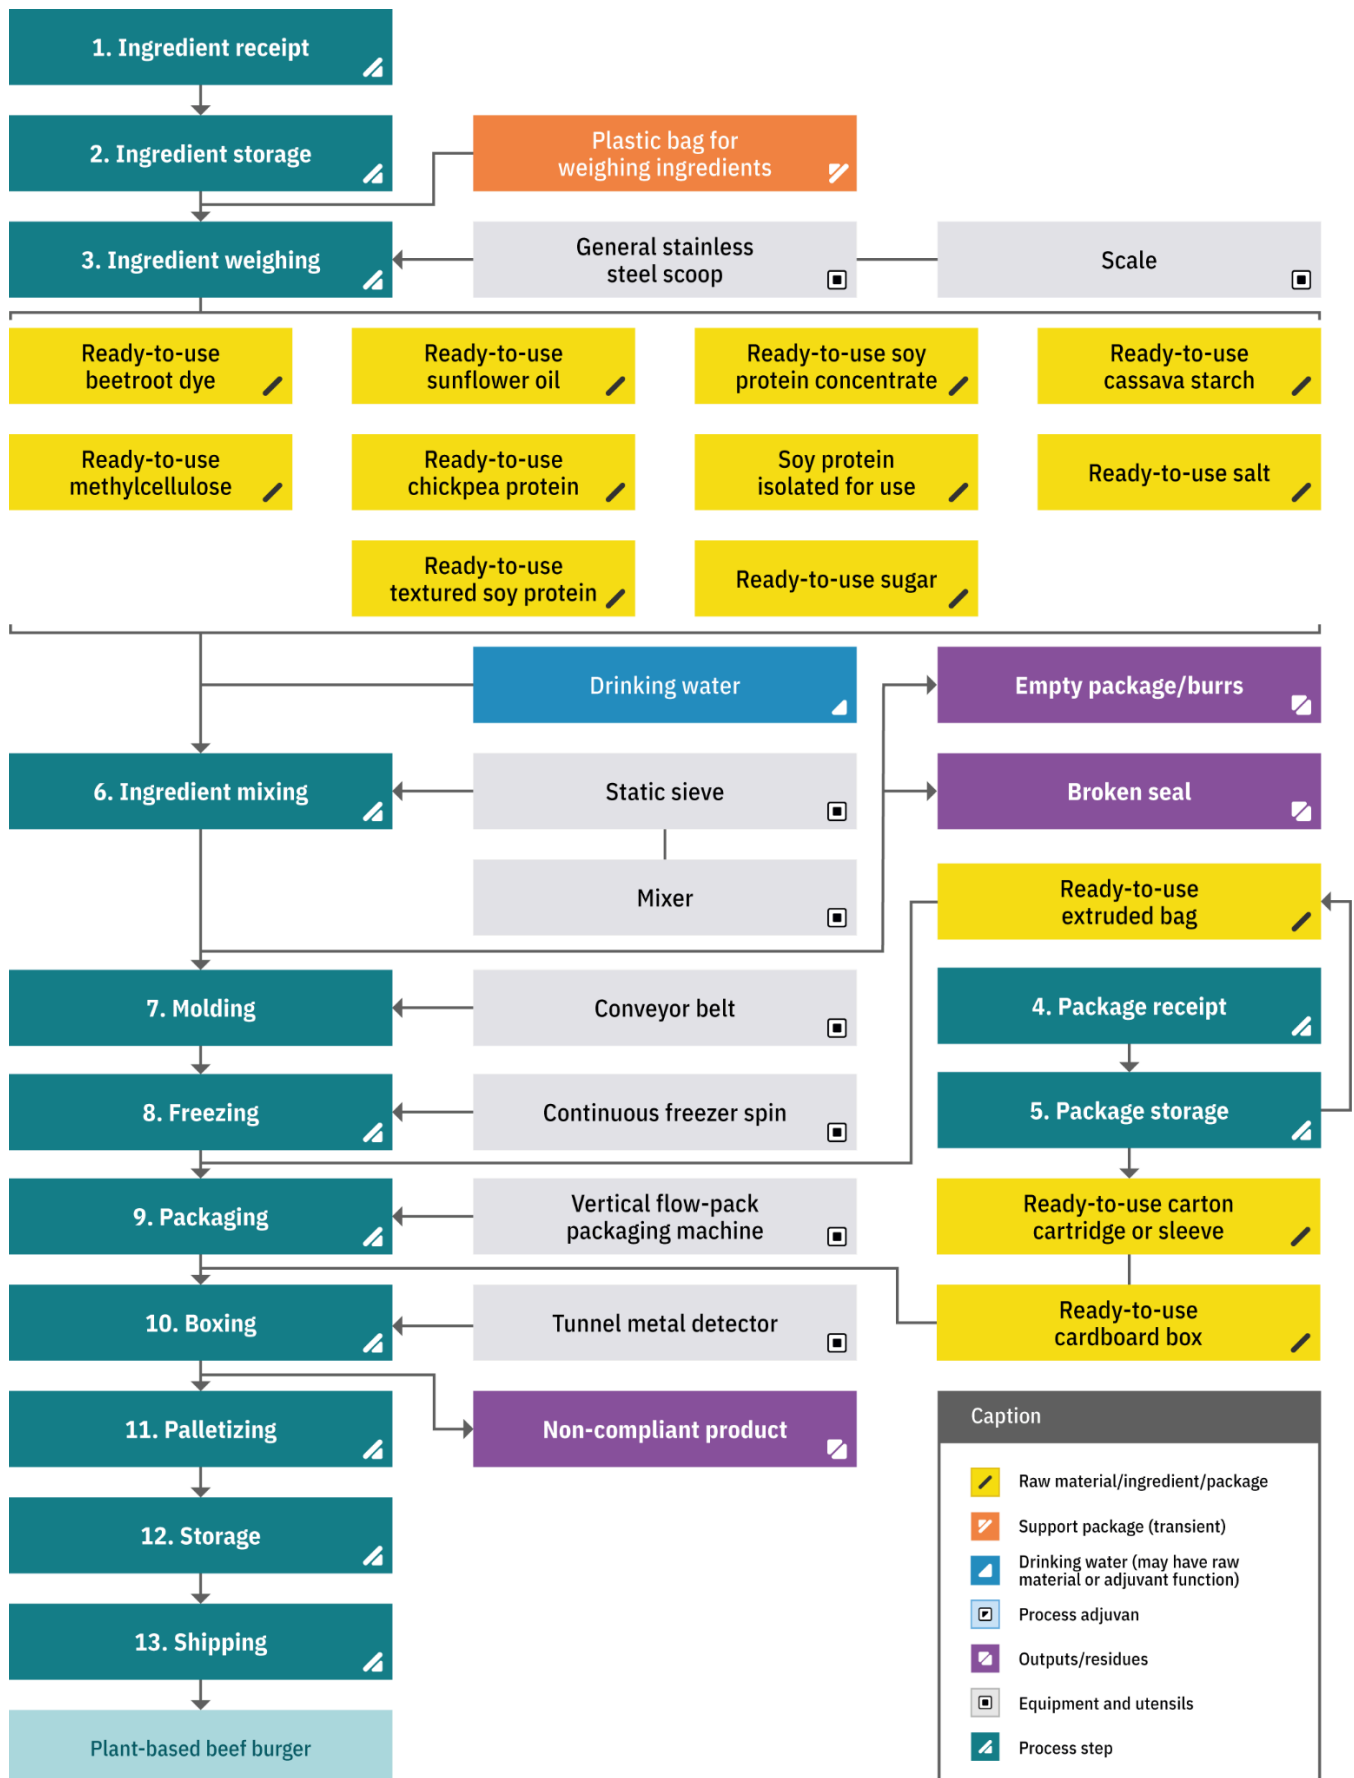 1. Ingredient receipt
2. Ingredient storage
Plastic bag for
weighing ingredients
3. Ingredient weighing
General stainless
steel scoop
Scale
Ready-to-use
beetroot dye
Ready-to-use
sunflower oil
Ready-to-use soy
protein concentrate
Ready-to-use
cassava starch
Ready-to-use
methylcellulose
Ready-to-use
chickpea protein
Soy protein
isolated for use
Ready-to-use salt
Ready-to-use
textured soy protein
Ready-to-use sugar
Drinking water
Empty package/burrs
6. Ingredient mixing
Static sieve
Broken seal
Mixer
Ready-to-use
extruded bag
7. Molding
Conveyor belt
4. Package receipt
8. Freezing
Continuous freezer spin
5. Package storage
9. Packaging
Vertical flow-pack
packaging machine
Ready-to-use carton
cartridge or sleeve
10. Boxing
Tunnel metal detector
Ready-to-use
cardboard box
11. Palletizing
Non-compliant product
12. Storage
13. Shipping
Plant-based beef burger
Caption
Raw material/ingredient/package
Support package (transient)
Drinking water (may have raw
material or adjuvant function)
Process adjuvan
Outputs/residues
Equipment and utensils
Process step